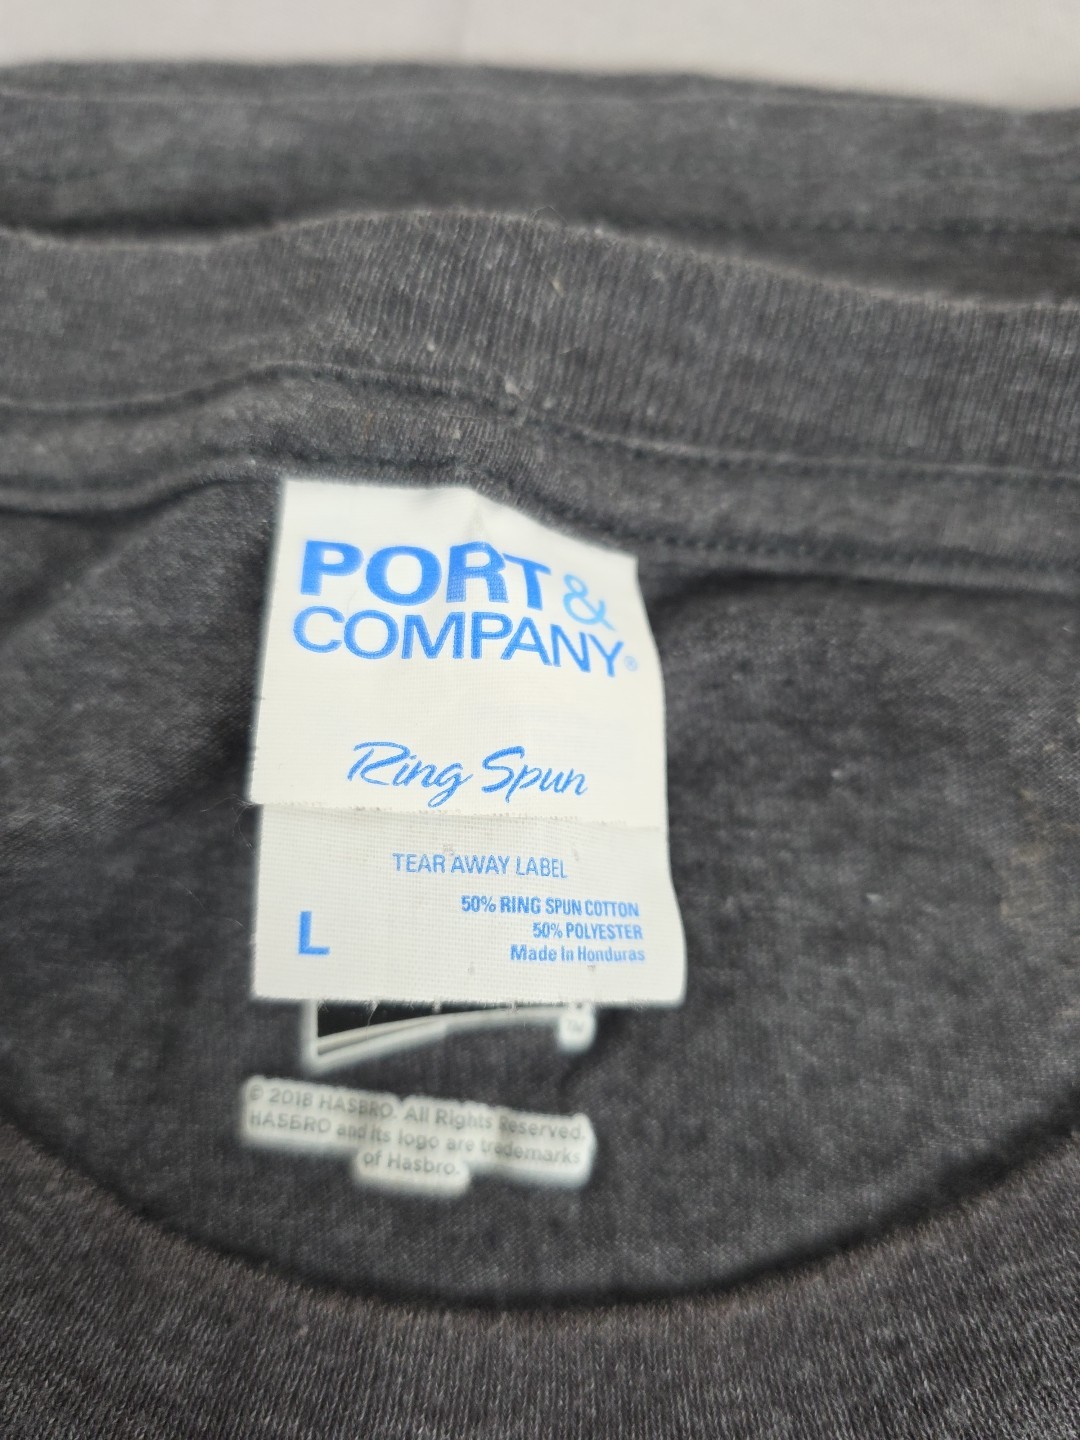 PORT &
COMPANY®
Ring Spun
TEAR AWAY LABEL
50% RING SPUN COTTON
50% POLYESTER
L
Made In Honduras
TM
© 2018 HASBRO. All Rights Reserved.
HASBRO and its logo are trademarks
of Hasbro.